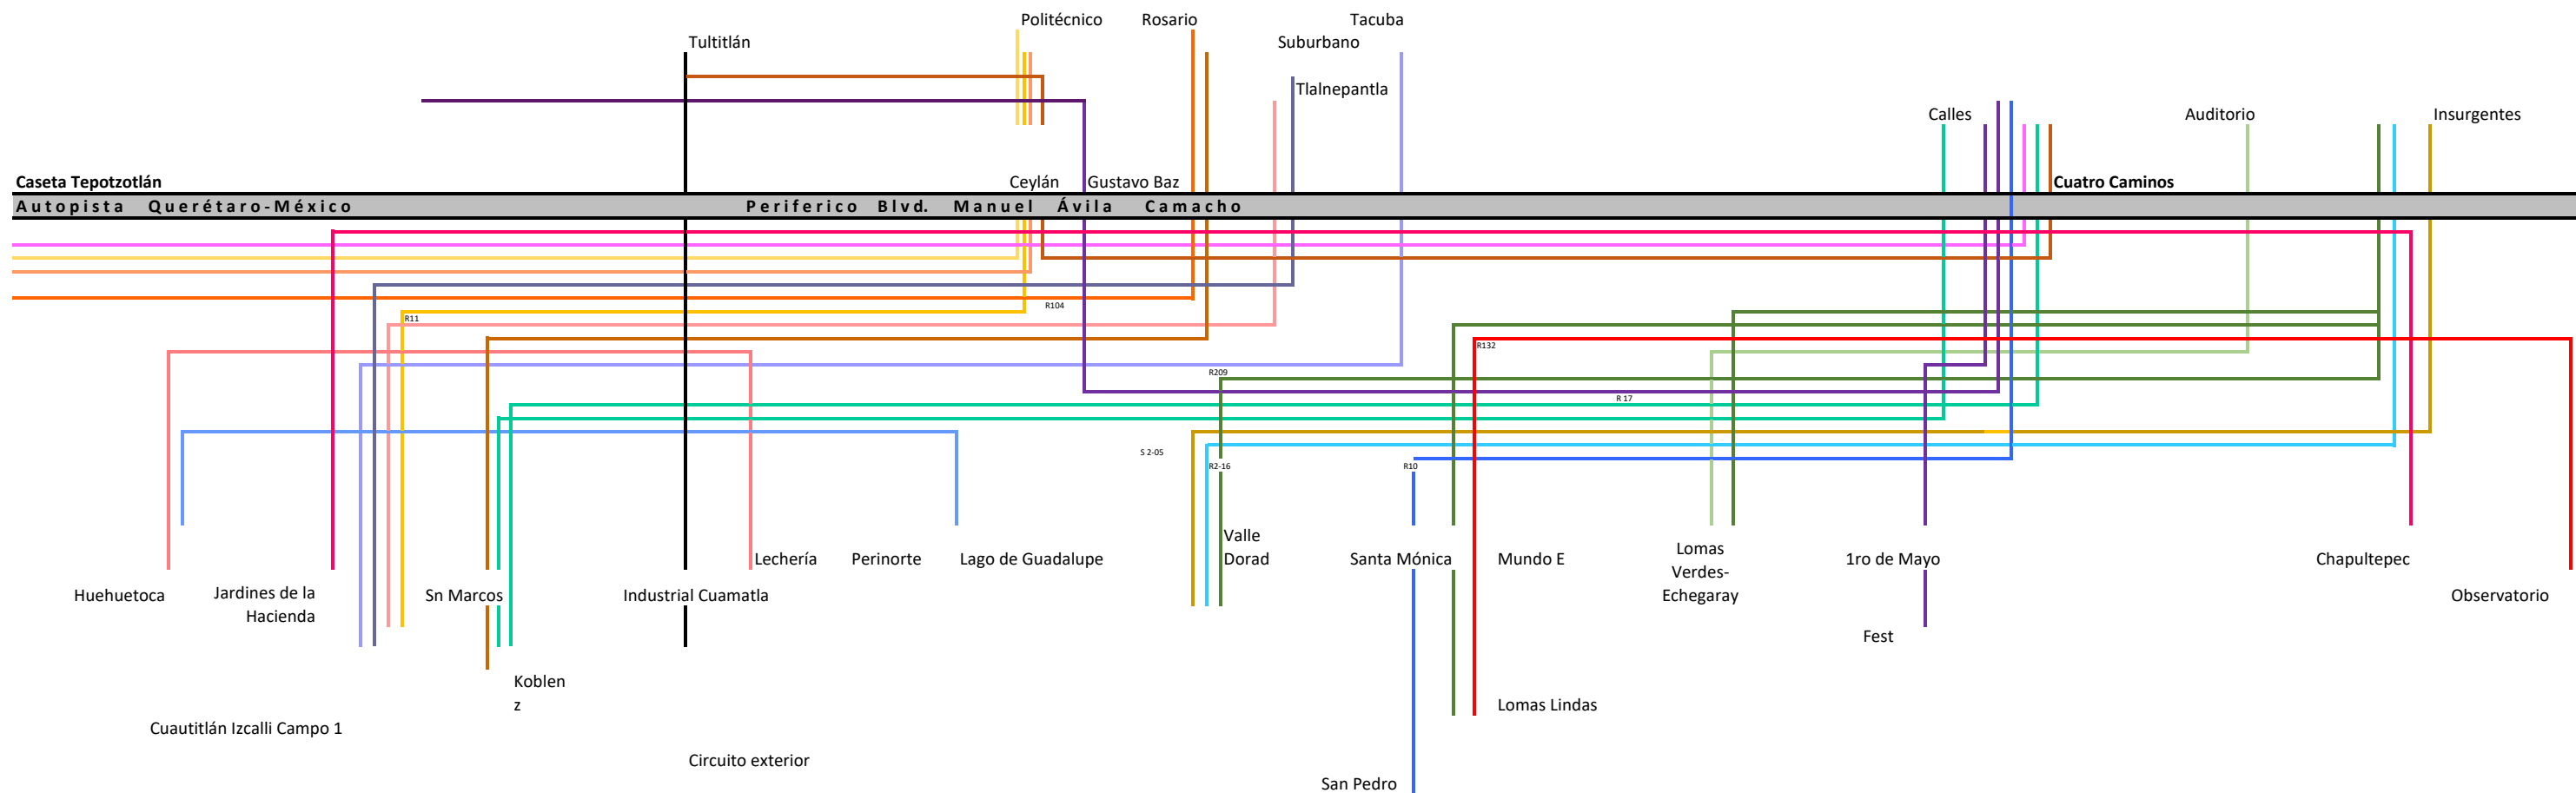 Politécnico
Rosario
Tacuba
Tultitlán
Suburbano
Tlalnepantla
Calles
Auditorio
Insurgentes
Caseta Tepotzotlán
Ceylán
Gustavo Baz
Cuatro Caminos
Autopista Querétaro-México
Periferico Blvd. Manuel Ávila Camacho
R104
R11
R132
R209
R 17
S 2-05
R2-16
R10
Valle
Dorad
Lechería
Perinorte
Lago de Guadalupe
Santa Mónica
Mundo E
Lomas
Verdes-
Echegaray
1ro de Mayo
Chapultepec
Huehuetoca
Jardines de la
Hacienda
Sn Marcos
Industrial Cuamatla
Observatorio
Fest
Koblen
z
Lomas Lindas
Cuautitlán Izcalli Campo 1
Circuito exterior
San Pedro